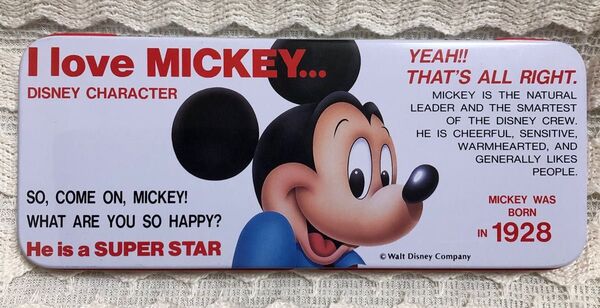 I love MICKEY...
DISNEY CHARACTER
SO, COME ON, MICKEY!
WHAT ARE YOU SO HAPPY?
He is a SUPER STAR
YEAH!!
THAT'S ALL RIGHT.
MICKEY IS THE NATURAL
LEADER AND THE SMARTEST
OF THE DISNEY CREW.
HE IS CHEERFUL, SENSITIVE,
WARMHEARTED, AND
GENERALLY LIKES
PEOPLE.
MICKEY WAS
BORN
IN 1928
© Walt Disney Company